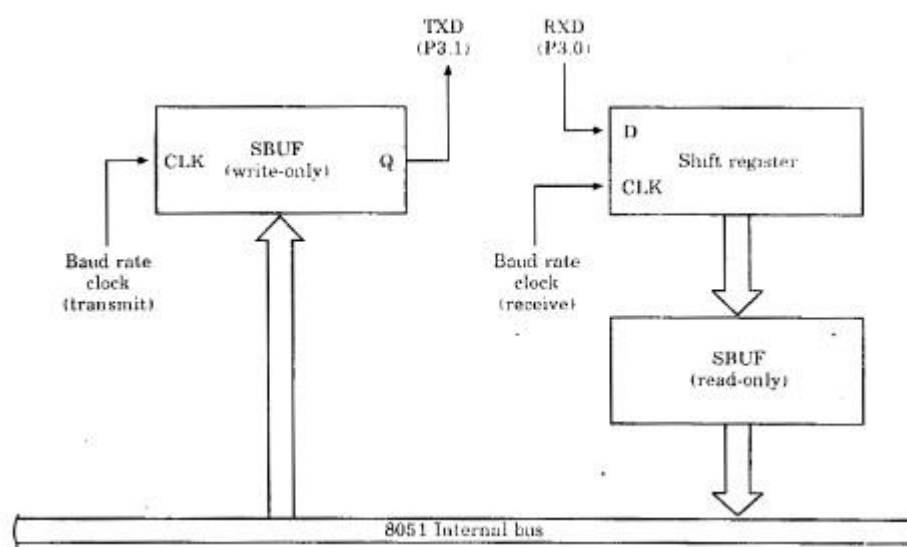 TXD
(P3.1)
RXD
(P3.0)
CLK
SBUF
(write-only)
Q
D
Shift register
CLK
Baud rate
clock
(transmit)
Baud rate
clock
(receive)
SBUF
(read-only)
8051 Internal bus